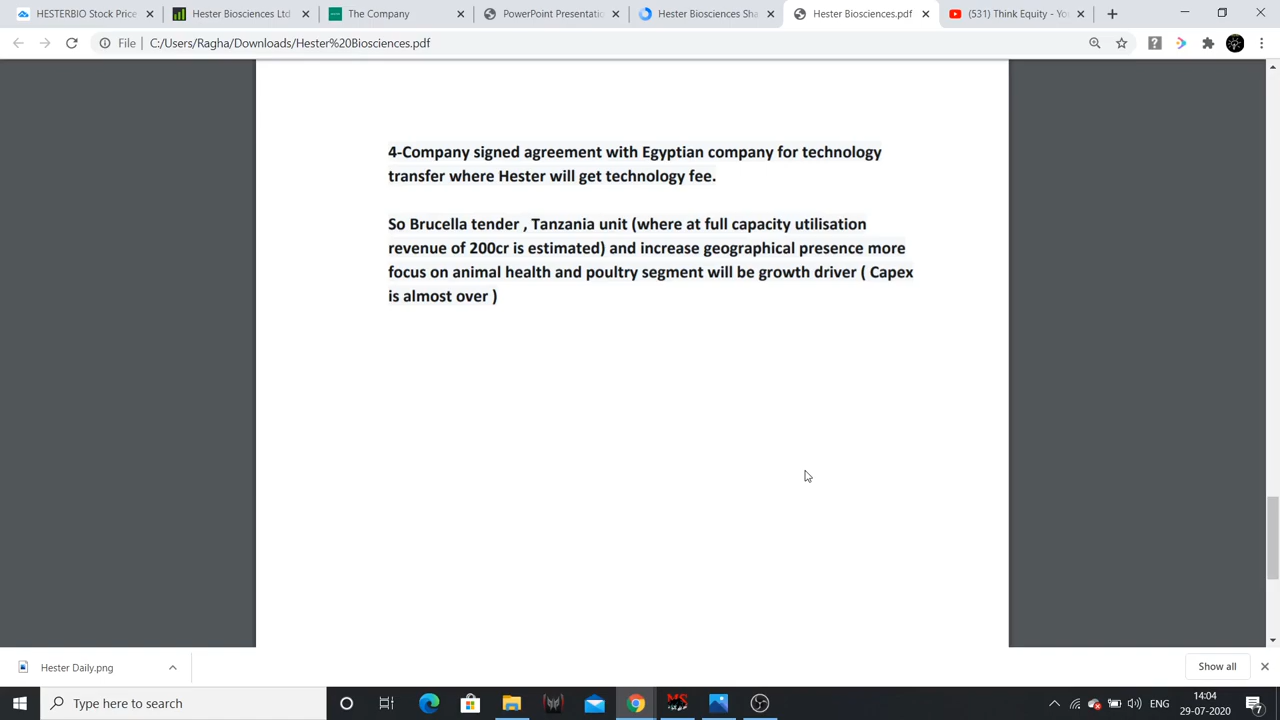 HESTERBIO Stock Price
Hester Biosciences Ltd
The Company
PowerPoint Presentatio
Hester Biosciences Sha
Hester Biosciences.pdf
(531) Think Equity - Yo
File
C:/Users/Ragha/Downloads/Hester%20Biosciences.pdf
4-Company signed agreement with Egyptian company for technology
transfer where Hester will get technology fee.
So Brucella tender , Tanzania unit (where at full capacity utilisation
revenue of 200cr is estimated) and increase geographical presence more
focus on animal health and poultry segment will be growth driver ( Capex
is almost over )
Hester Daily.png
Show all
Type here to search
MS
ENG
14:04
29-07-2020
7